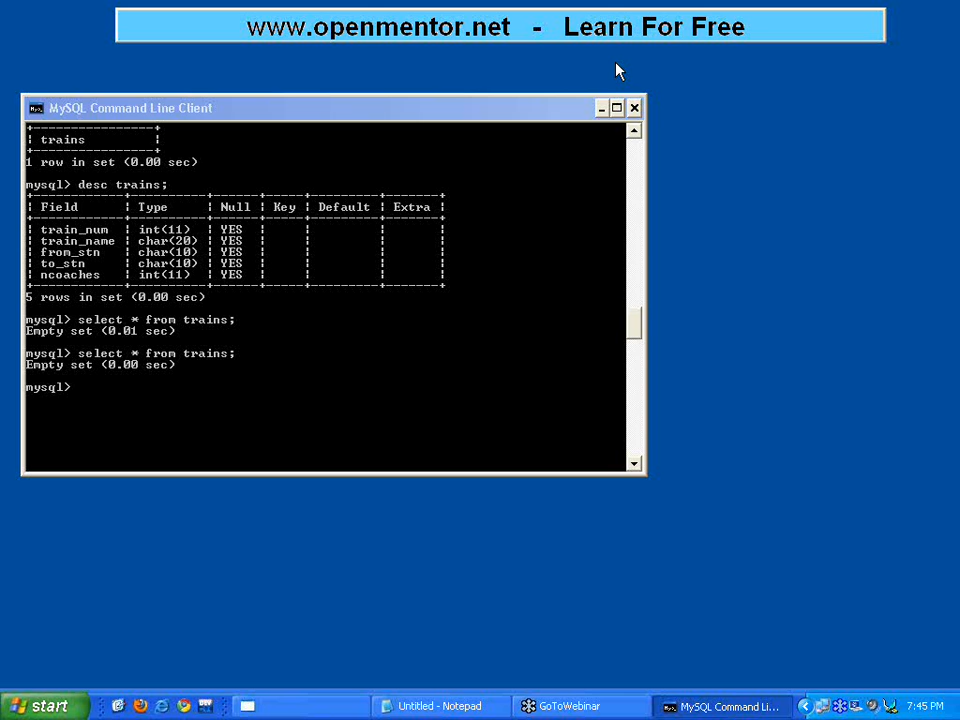 www.openmentor.net - Learn For Free
MySQL Command Line Client
+----------------+
| trains |
+----------------+
1 row in set (0.00 sec)
mysql> desc trains;
+------------+----------+------+-----+---------+-------+
| Field | Type | Null | Key | Default | Extra |
+------------+----------+------+-----+---------+-------+
| train_num | int(11) | YES | | | |
| train_name | char(20) | YES | | | |
| from_stn | char(10) | YES | | | |
| to_stn | char(10) | YES | | | |
| ncoaches | int(11) | YES | | | |
+------------+----------+------+-----+---------+-------+
5 rows in set (0.00 sec)
mysql> select * from trains;
Empty set (0.01 sec)
mysql> select * from trains;
Empty set (0.00 sec)
mysql>
start Untitled - Notepad GoToWebinar MySQL Command Li... 7:45 PM